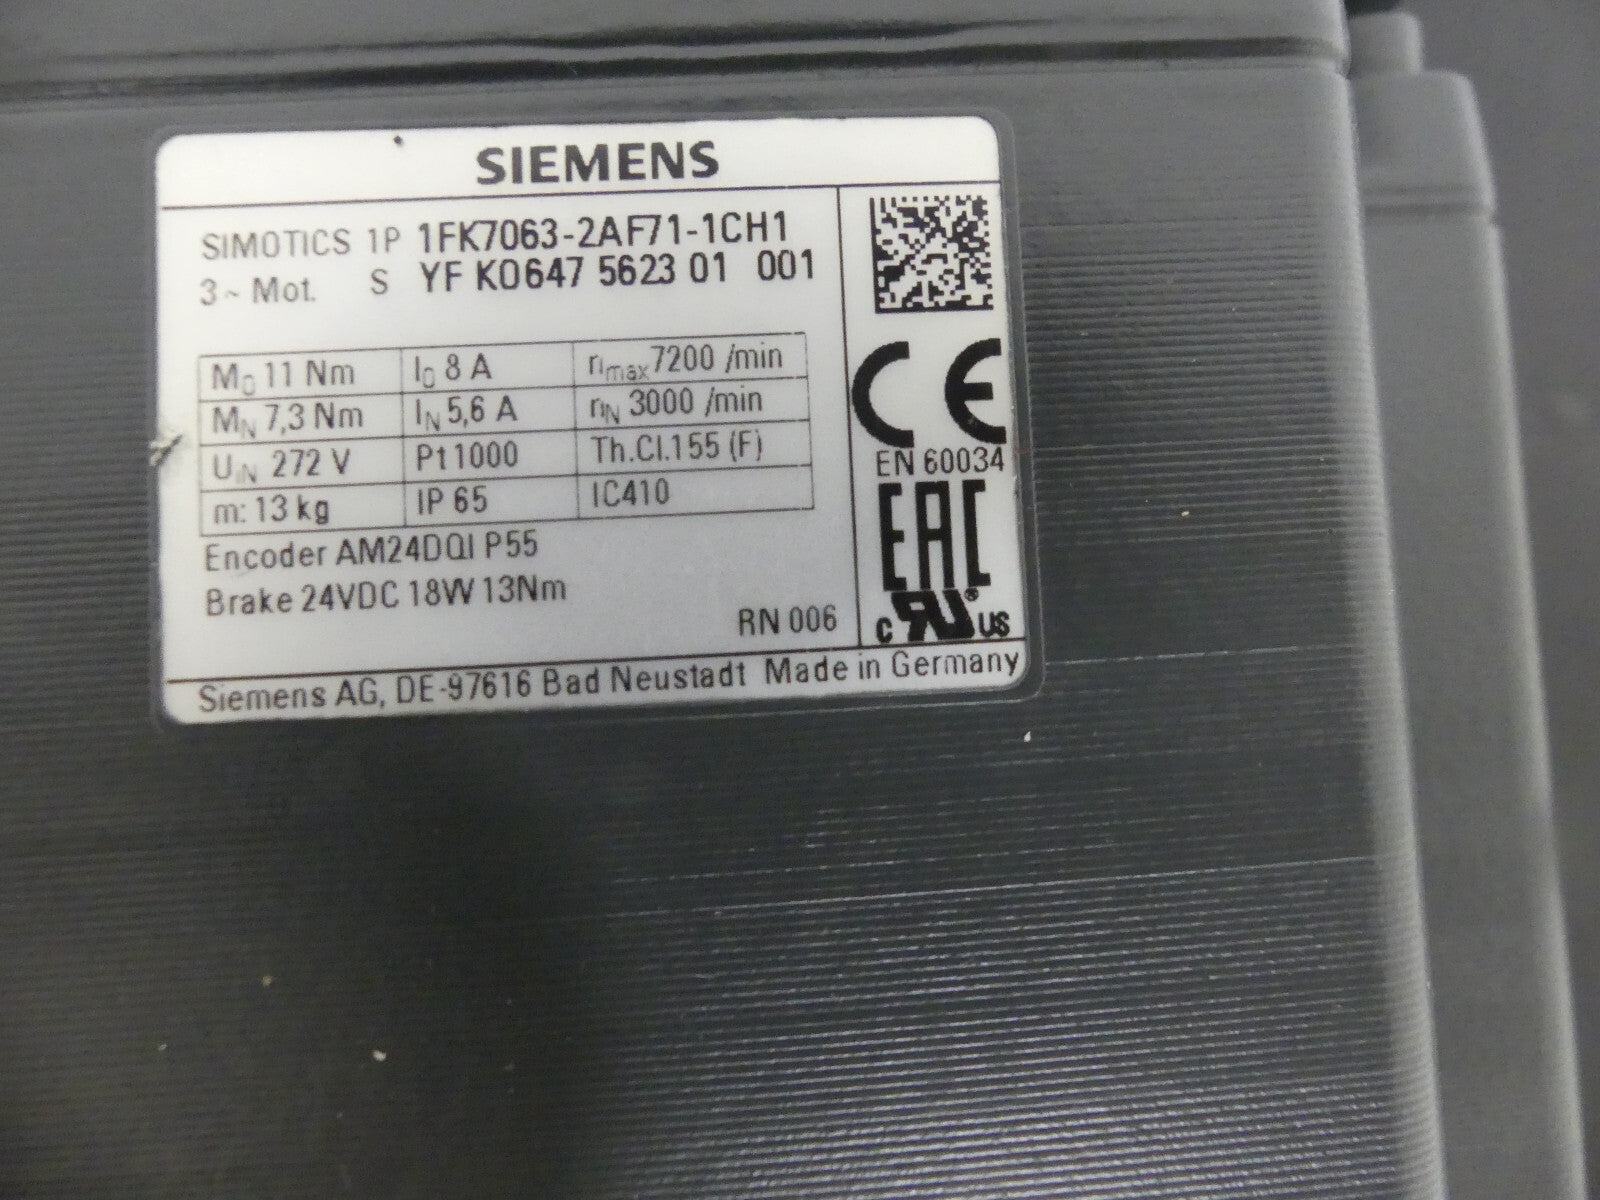 SIEMENS
SIMOTICS 1P 1FK7063-2AF71-1CH1
3 ~ Mot. S YF K0647 5623 01 001
M0 11 Nm I0 8 A nmax 7200 /min
MN 7,3 Nm IN 5,6 A nN 3000 /min
UIN 272 V Pt1000 Th.Cl.155 (F)
m: 13 kg IP 65 IC410
Encoder AM24DQI P55
Brake 24VDC 18W 13Nm
RN 006
CE
EN 60034
EAC
c RU® US
Siemens AG, DE-97616 Bad Neustadt Made in Germany